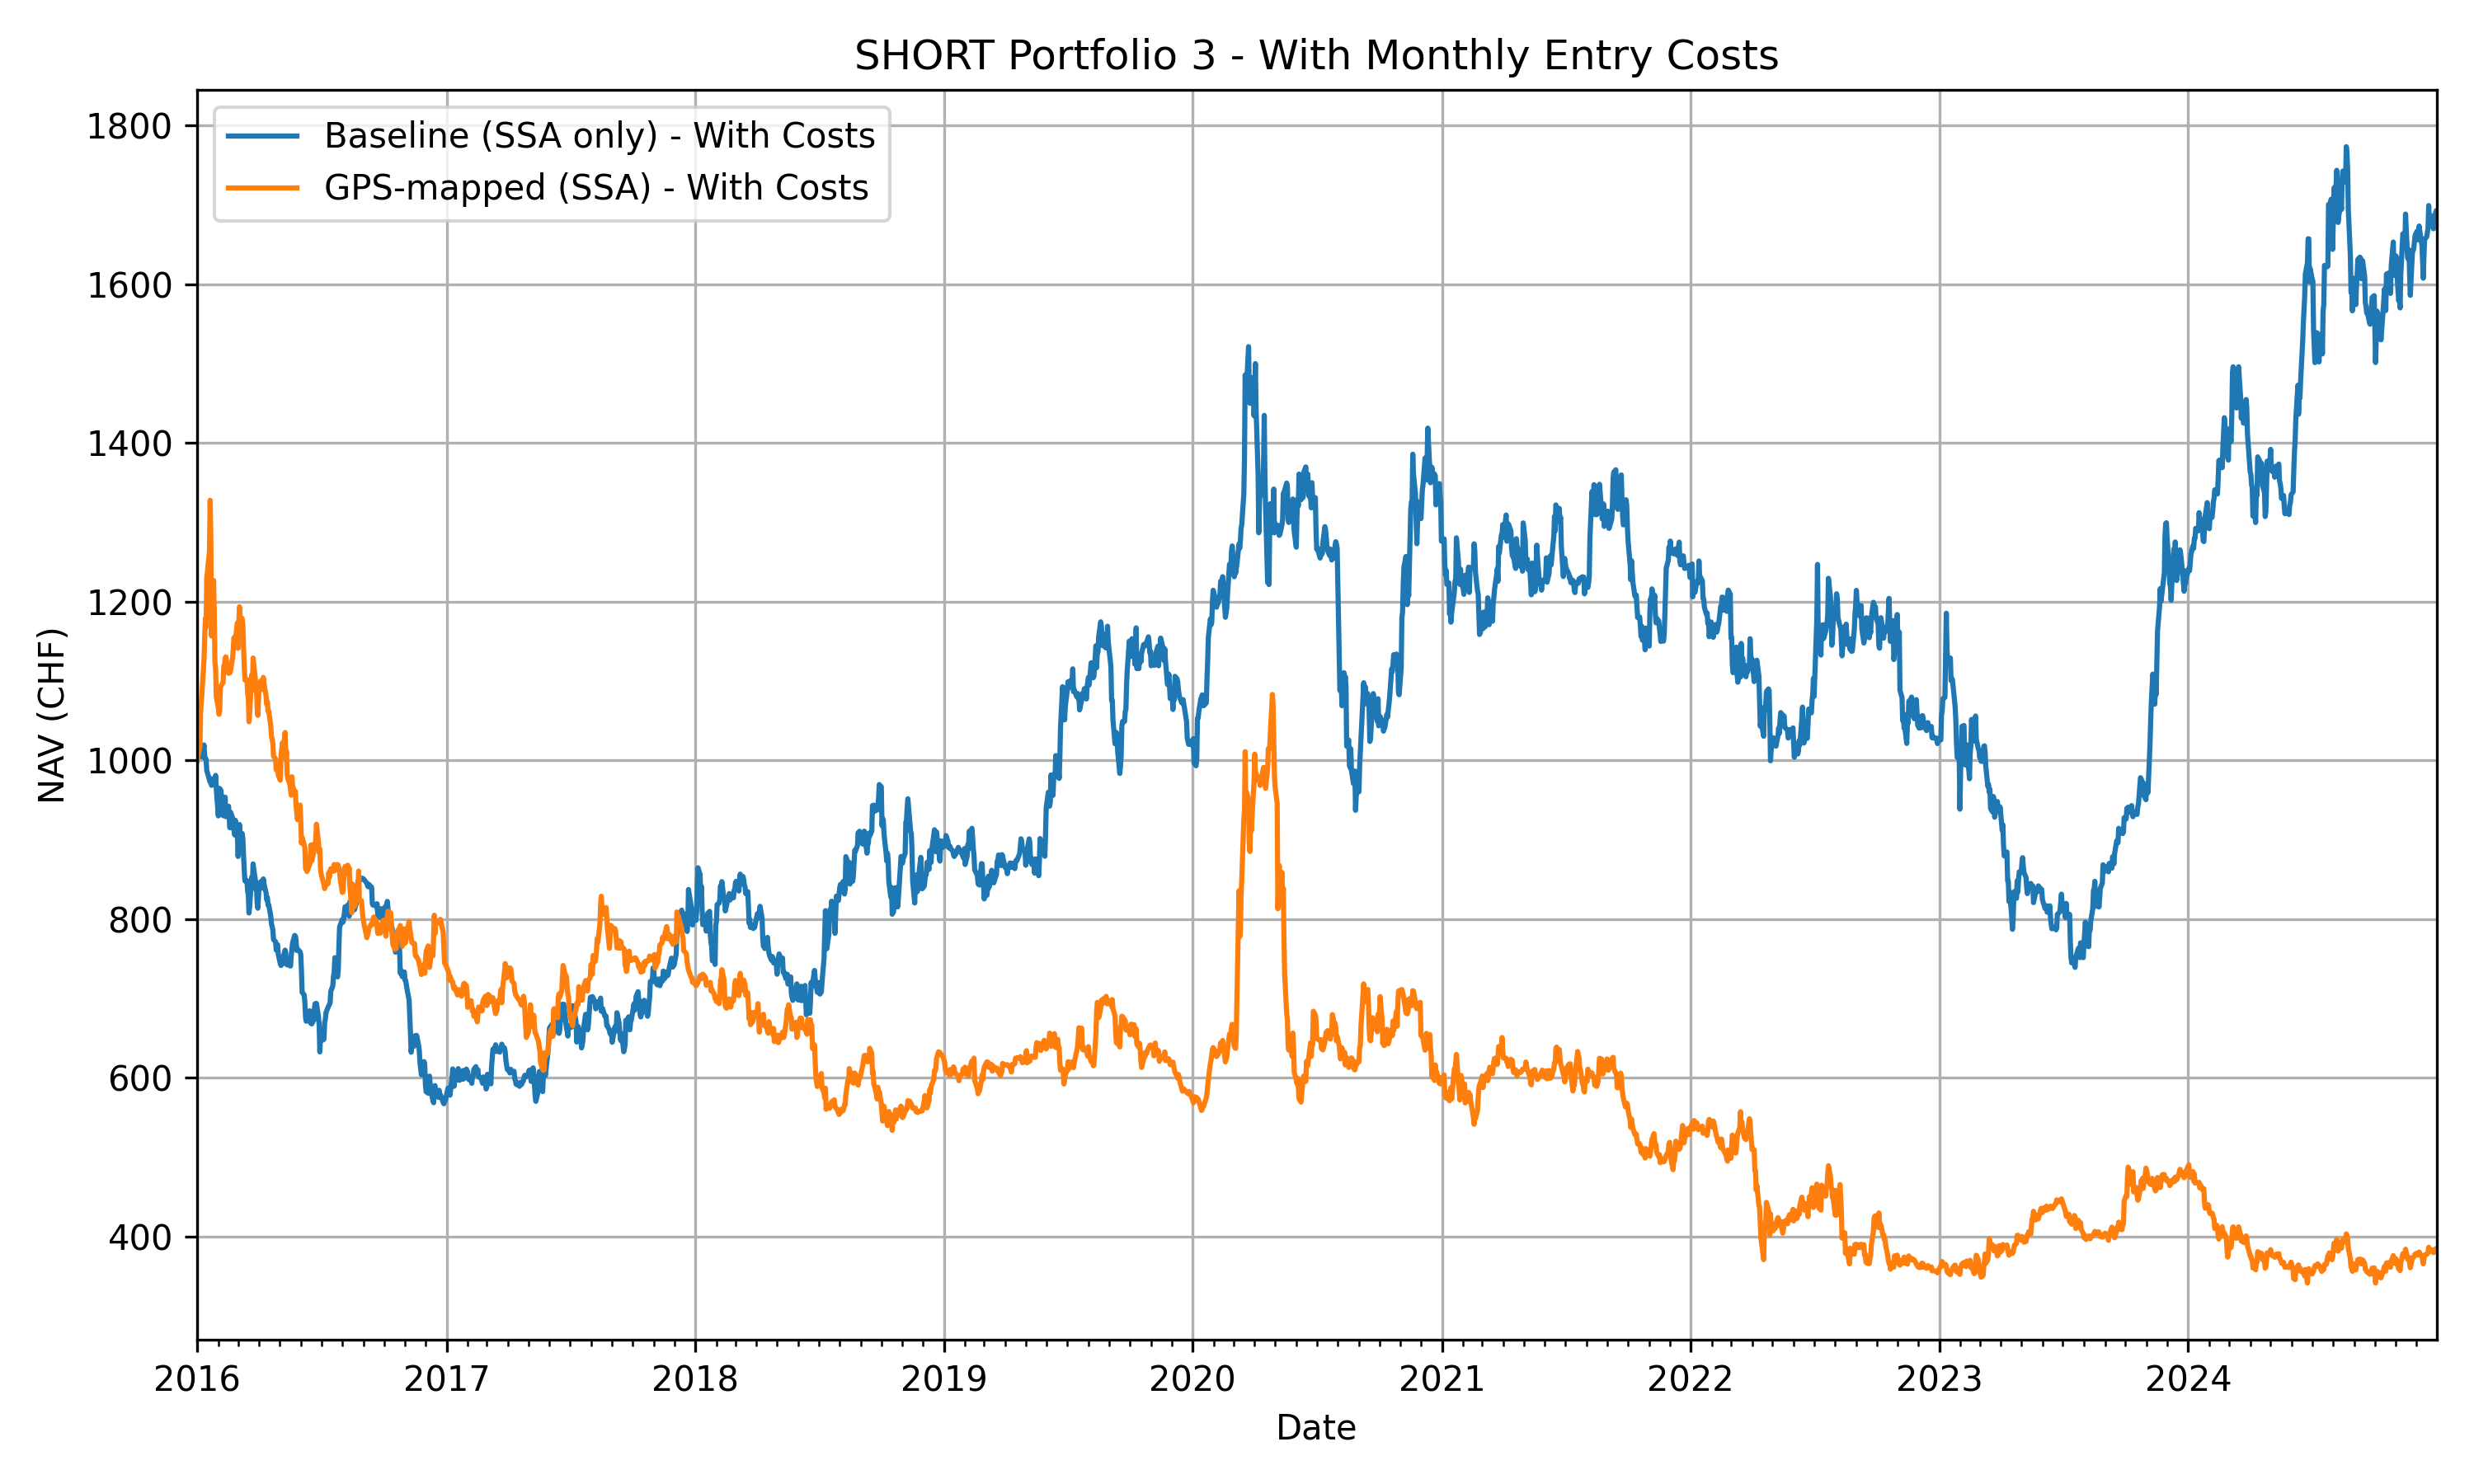 SHORT Portfolio 3 - With Monthly Entry Costs
Baseline (SSA only) - With Costs
GPS-mapped (SSA) - With Costs
NAV (CHF)
1800
1600
1400
1200
1000
800
600
400
2016 2017 2018 2019 2020 2021 2022 2023 2024
Date